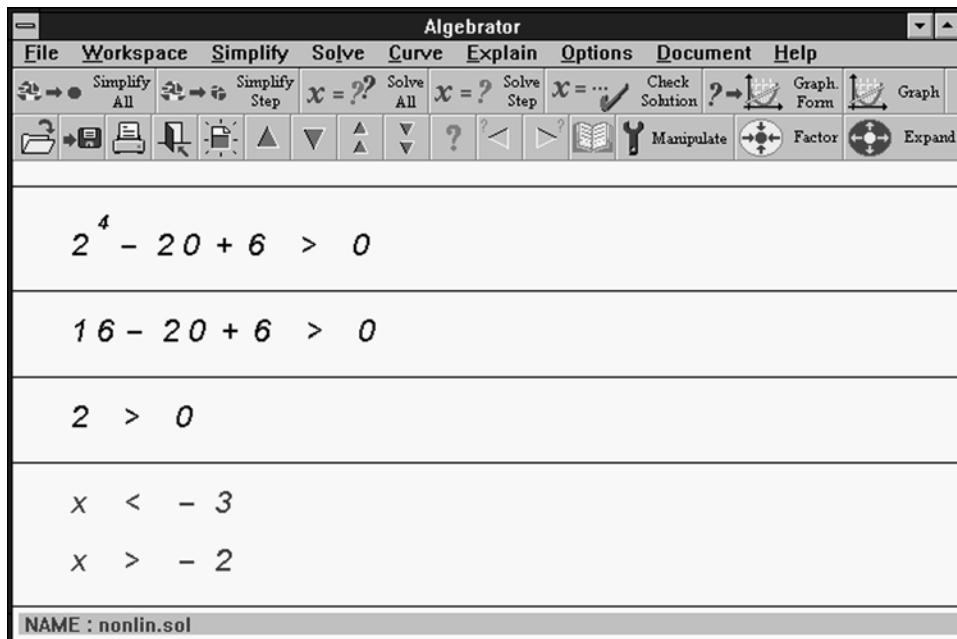 Algebrator
File Workspace Simplify Solve Curve Explain Options Document Help
Simplify All Simplify Step x = ?? Solve All x = ? Solve Step x = ... Check Solution ? Graph. Form Graph
? ? ? Manipulate Factor Expand
2⁴ - 20 + 6 > 0
16 - 20 + 6 > 0
2 > 0
x < - 3
x > - 2
NAME : nonlin.sol